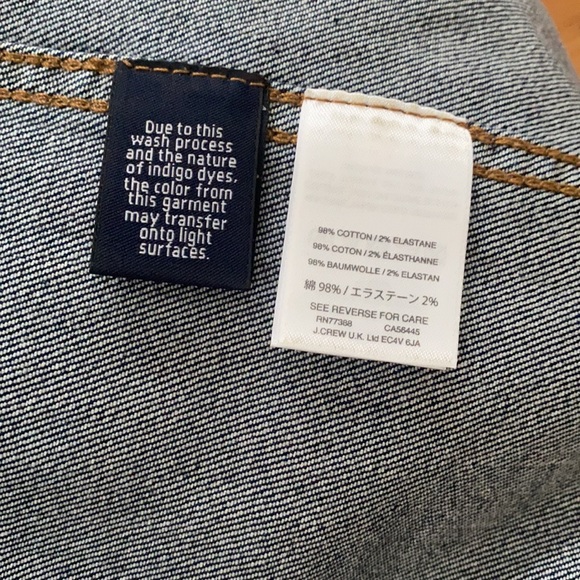 Due to this
wash process
and the nature
of indigo dyes,
the color from
this garment
may transfer
onto light
surfaces.
98% COTTON / 2% ELASTANE
98% COTON / 2% ÉLASTHANNE
98% BAUMWOLLE / 2% ELASTAN
綿 98% / エラステーン 2%
SEE REVERSE FOR CARE
RN77388 CA56445
J.CREW U.K. Ltd EC4V 6JA